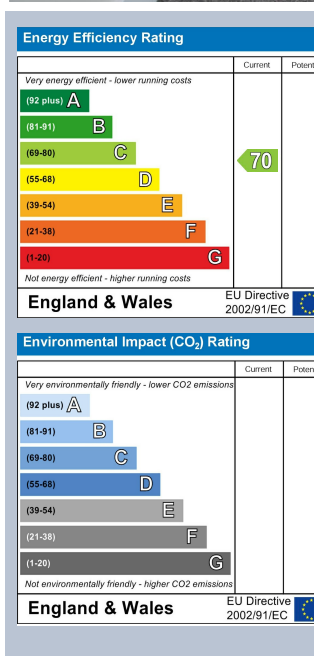 Energy Efficiency Rating
Current Potent
Very energy efficient - lower running costs
(92 plus) A
(81-91) B
(69-80) C
70
(55-68) D
(39-54) E
(21-38) F
(1-20) G
Not energy efficient - higher running costs
England & Wales
EU Directive
2002/91/EC
Environmental Impact (CO₂) Rating
Current Poten
Very environmentally friendly - lower CO2 emissions
(92 plus) A
(81-91) B
(69-80) C
(55-68) D
(39-54) E
(21-38) F
(1-20) G
Not environmentally friendly - higher CO2 emissions
England & Wales
EU Directive
2002/91/EC